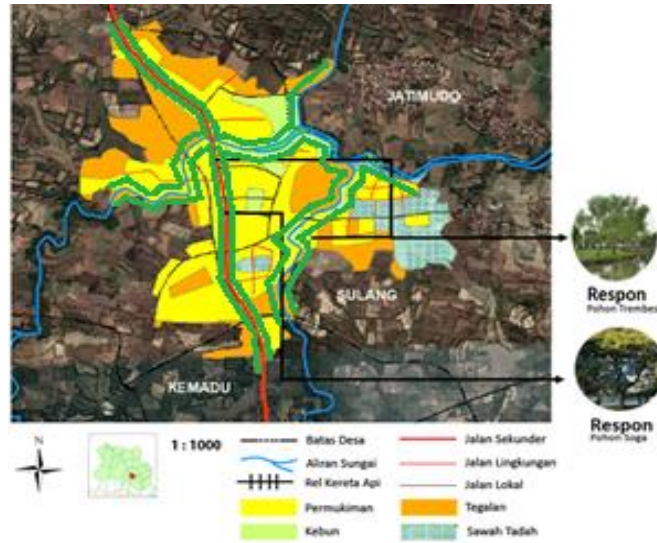 JATIMUDO
SULANG
KEMADU
Respon
Pohon Trembesi
Respon
Pohon Saga
N
1 : 1000
Batas Desa
Aliran Sungai
Rel Kereta Api
Permukiman
Kebun
Jalan Sekunder
Jalan Lingkungan
Jalan Lokal
Tegalan
Sawah Tadah